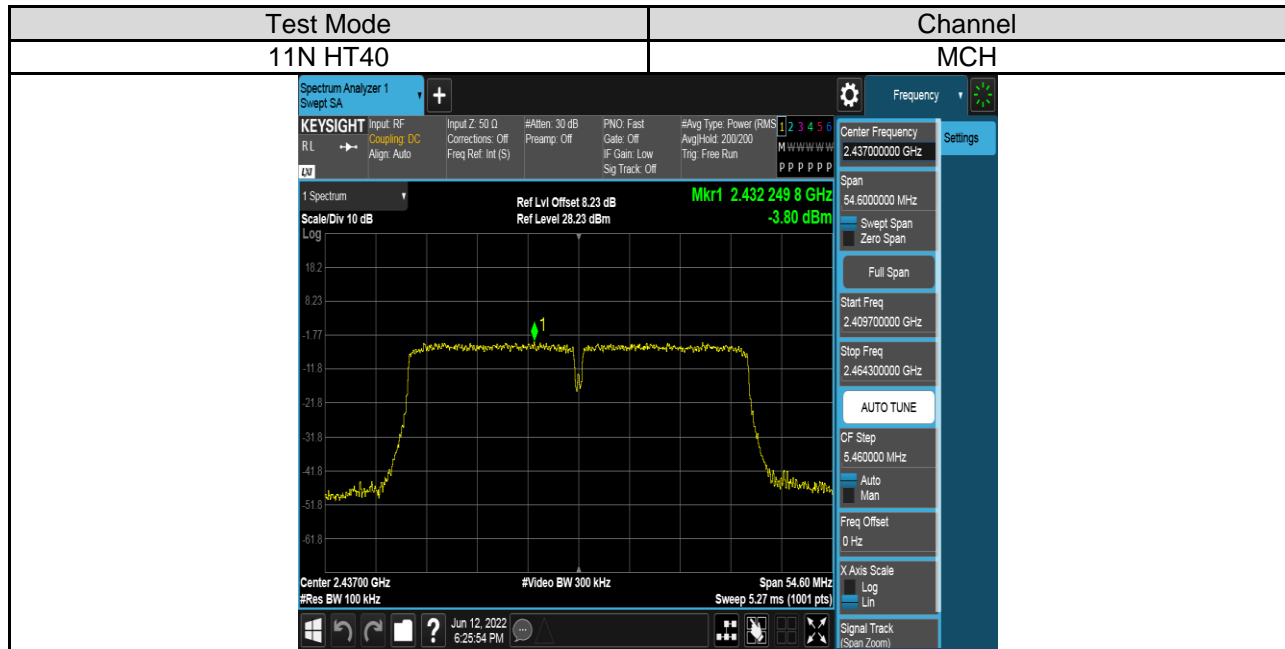 Test Mode Channel
11N HT40 MCH
Spectrum Analyzer 1
Swept SA
+
Frequency
KEYSIGHT
RL
LXI
Input: RF
Coupling: DC
Align: Auto
Input Z: 50 Ω
Corrections: Off
Freq Ref: Int (S)
#Atten: 30 dB
Preamp: Off
PNO: Fast
Gate: Off
IF Gain: Low
Sig Track: Off
#Avg Type: Power (RMS
Avg|Hold: 200/200
Trig: Free Run
1 2 3 4 5 6
M W W W W W
P P P P P P
1 Spectrum
Scale/Div 10 dB
Log
Ref Lvl Offset 8.23 dB
Ref Level 28.23 dBm
Mkr1 2.432 249 8 GHz
-3.80 dBm
18.2
8.23
-1.77
-11.8
-21.8
-31.8
-41.8
-51.8
-61.8
1
Center 2.43700 GHz
#Res BW 100 kHz
#Video BW 300 kHz
Span 54.60 MHz
Sweep 5.27 ms (1001 pts)
Center Frequency
2.437000000 GHz
Settings
Span
54.6000000 MHz
Swept Span
Zero Span
Full Span
Start Freq
2.409700000 GHz
Stop Freq
2.464300000 GHz
AUTO TUNE
CF Step
5.460000 MHz
Auto
Man
Freq Offset
0 Hz
X Axis Scale
Log
Lin
Signal Track
(Span Zoom)
?
Jun 12, 2022
6:25:54 PM